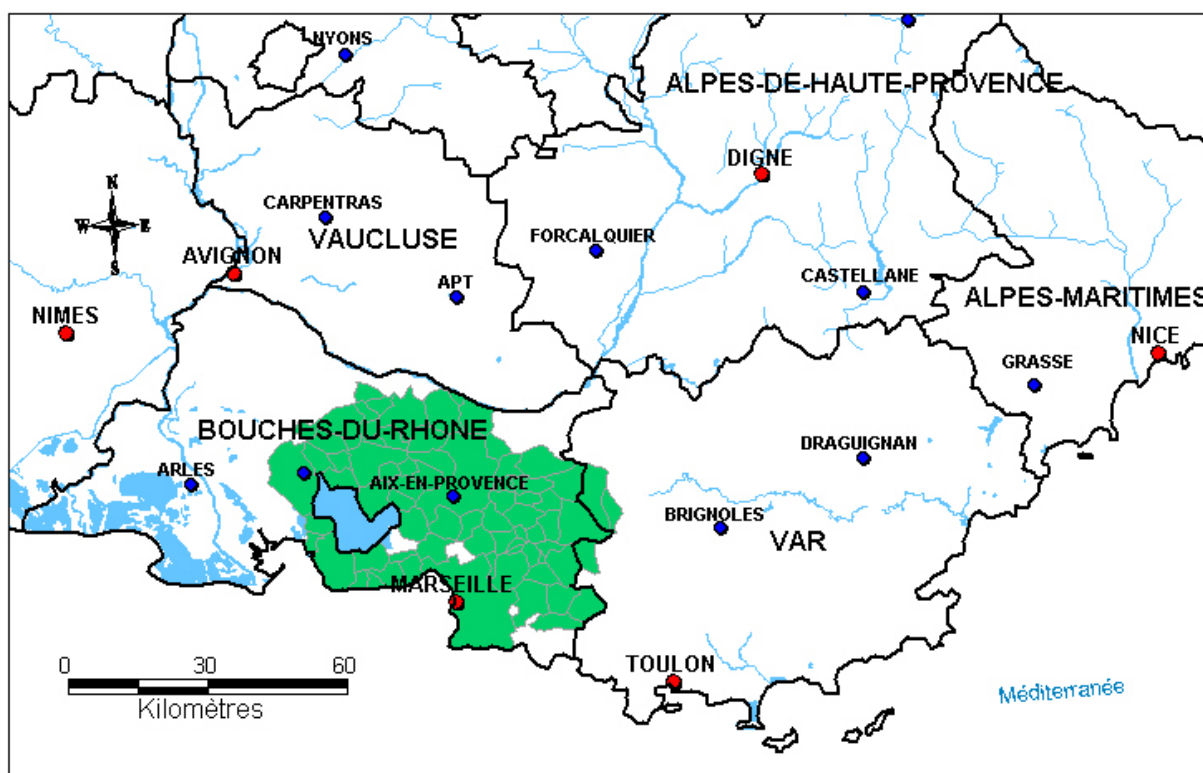 NYONS
ALPES-DE-HAUTE-PROVENCE
DIGNE
N
W E
S
CARPENTRAS
VAUCLUSE
FORCALQUIER
AVIGNON
APT
CASTELLANE
ALPES-MARITIMES
NIMES
NICE
GRASSE
BOUCHES-DU-RHONE
DRAGUIGNAN
ARLES
AIX-EN-PROVENCE
BRIGNOLES
VAR
MARSEILLE
0 30 60
Kilomètres
TOULON
Méditerranée